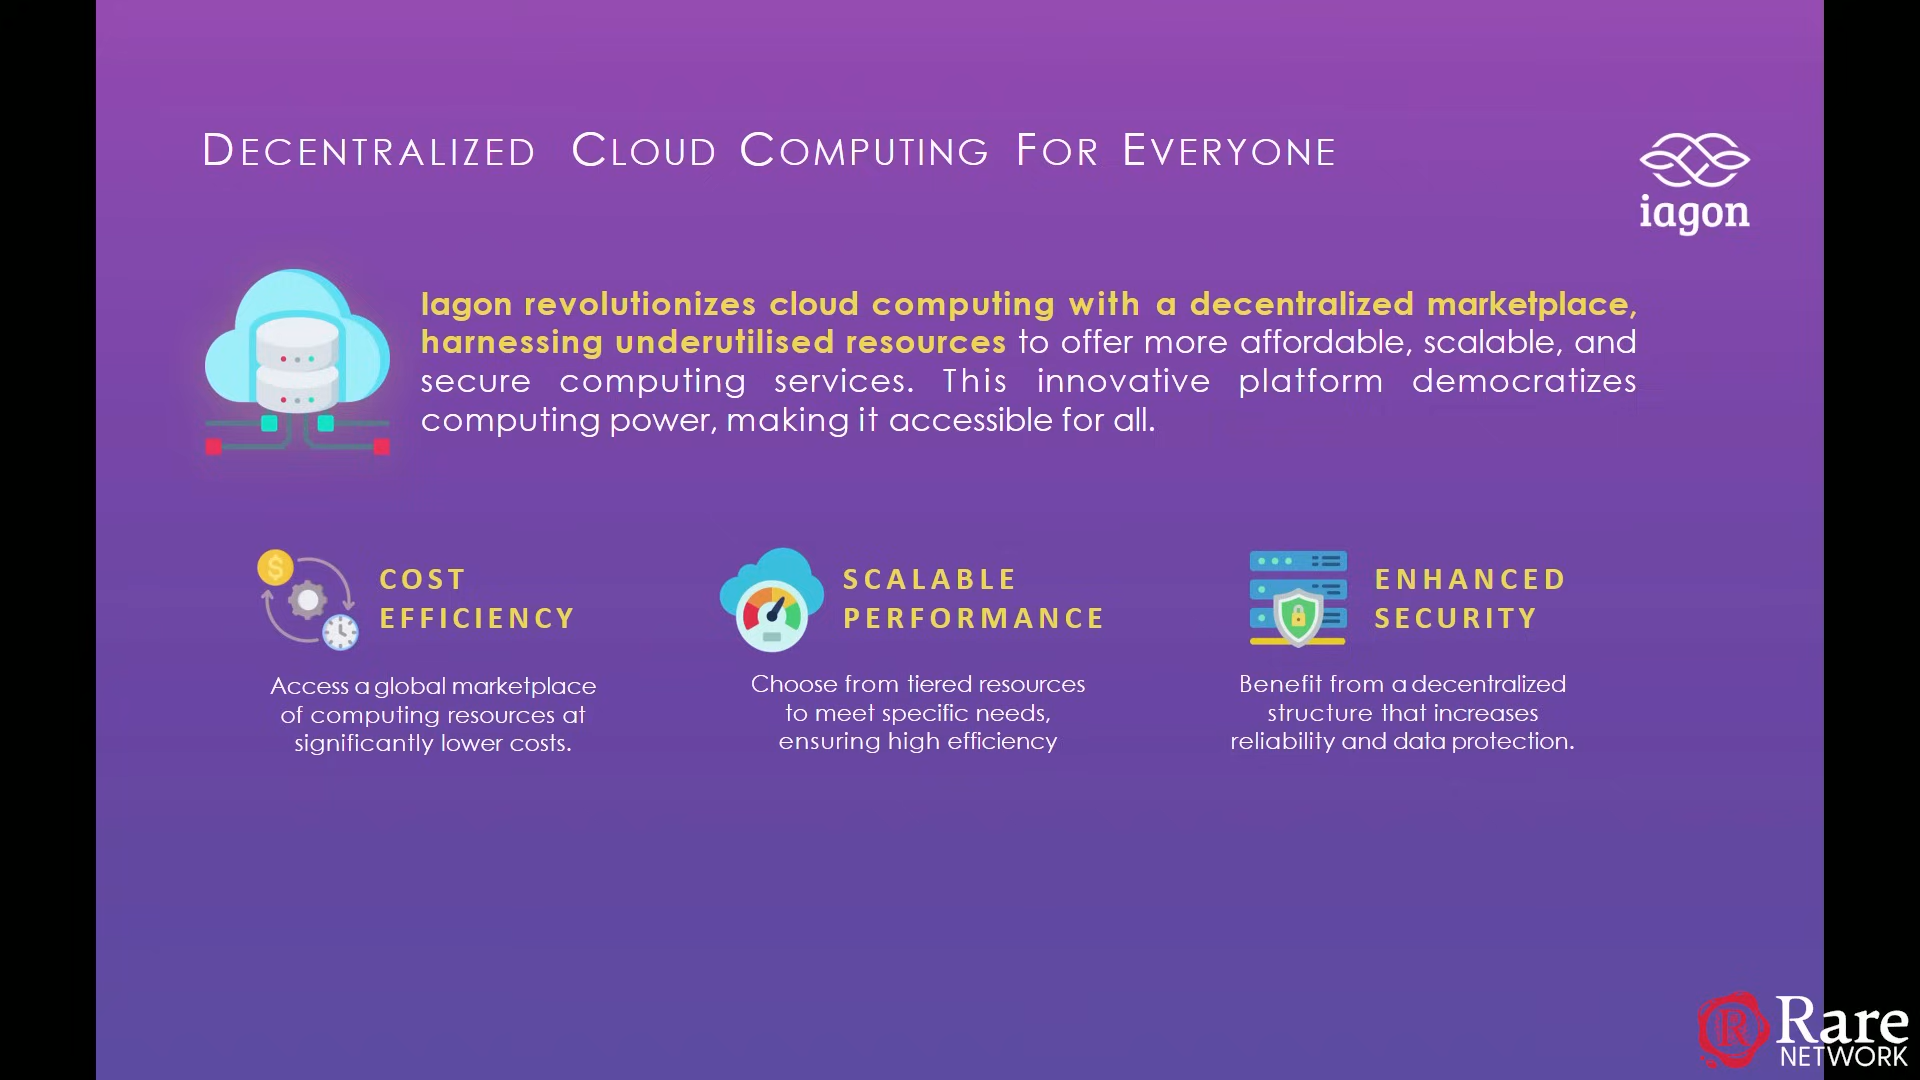 DECENTRALIZED CLOUD COMPUTING FOR EVERYONE
iagon
Iagon revolutionizes cloud computing with a decentralized marketplace,
harnessing underutilised resources to offer more affordable, scalable, and
secure computing services. This innovative platform democratizes
computing power, making it accessible for all.
$
COST
EFFICIENCY
Access a global marketplace
of computing resources at
significantly lower costs.
SCALABLE
PERFORMANCE
Choose from tiered resources
to meet specific needs,
ensuring high efficiency
ENHANCED
SECURITY
Benefit from a decentralized
structure that increases
reliability and data protection.
R
Rare
NETWORK